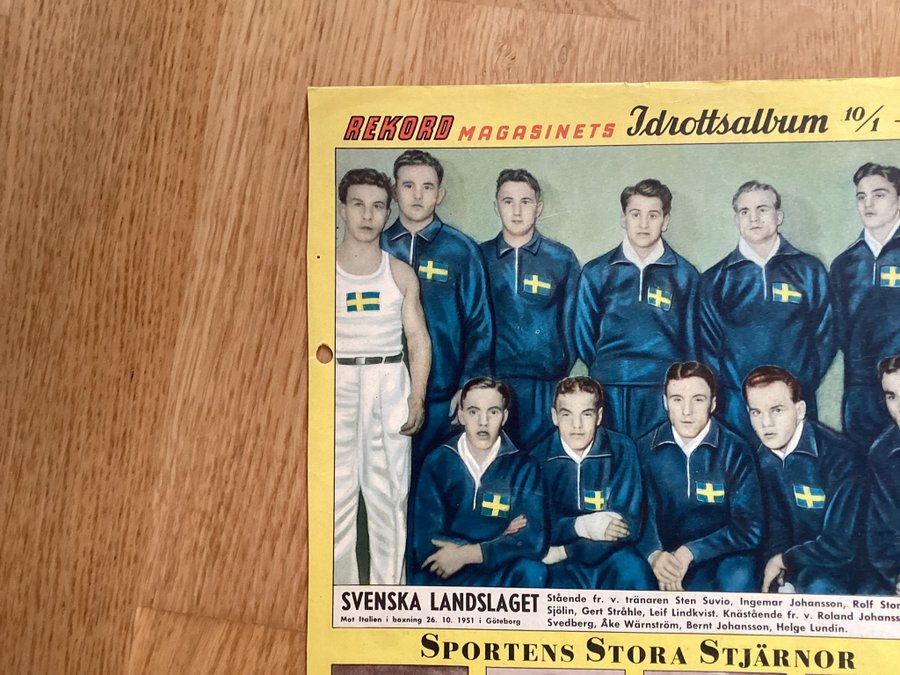 REKORD MAGASINETS Idrottsalbum 10/1 -
SVENSKA LANDSLAGET
Mot Italien i boxning 26. 10. 1951 i Göteborg
Stående fr. v. tränaren Sten Suvio, Ingemar Johansson, Rolf Stor
Sjölin, Gert Stråhle, Leif Lindkvist. Knästående fr. v. Roland Johanss
Svedberg, Åke Wärnström, Bernt Johansson, Helge Lundin.
SPORTENS STORA STJÄRNOR